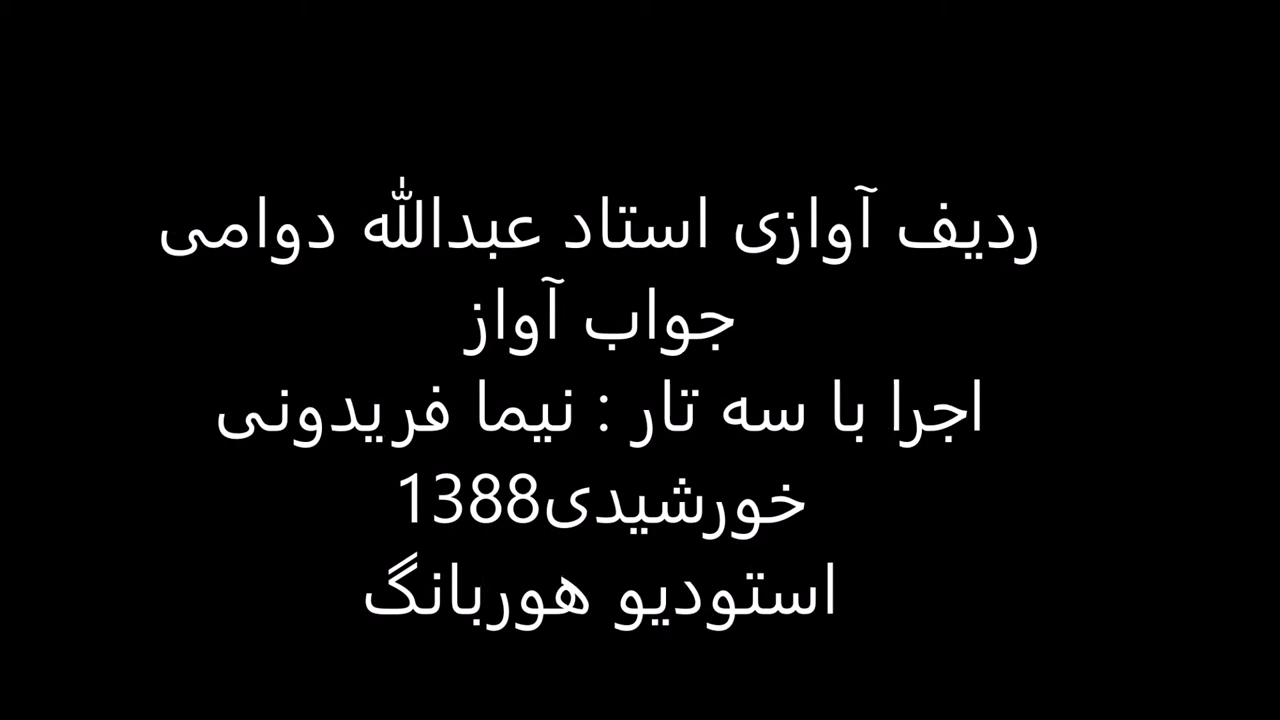 ردیف آوازی استاد عبدالله دوامی
جواب آواز
اجرا با سه تار : نیما فریدونی
خورشیدی1388
استودیو هوربانگ